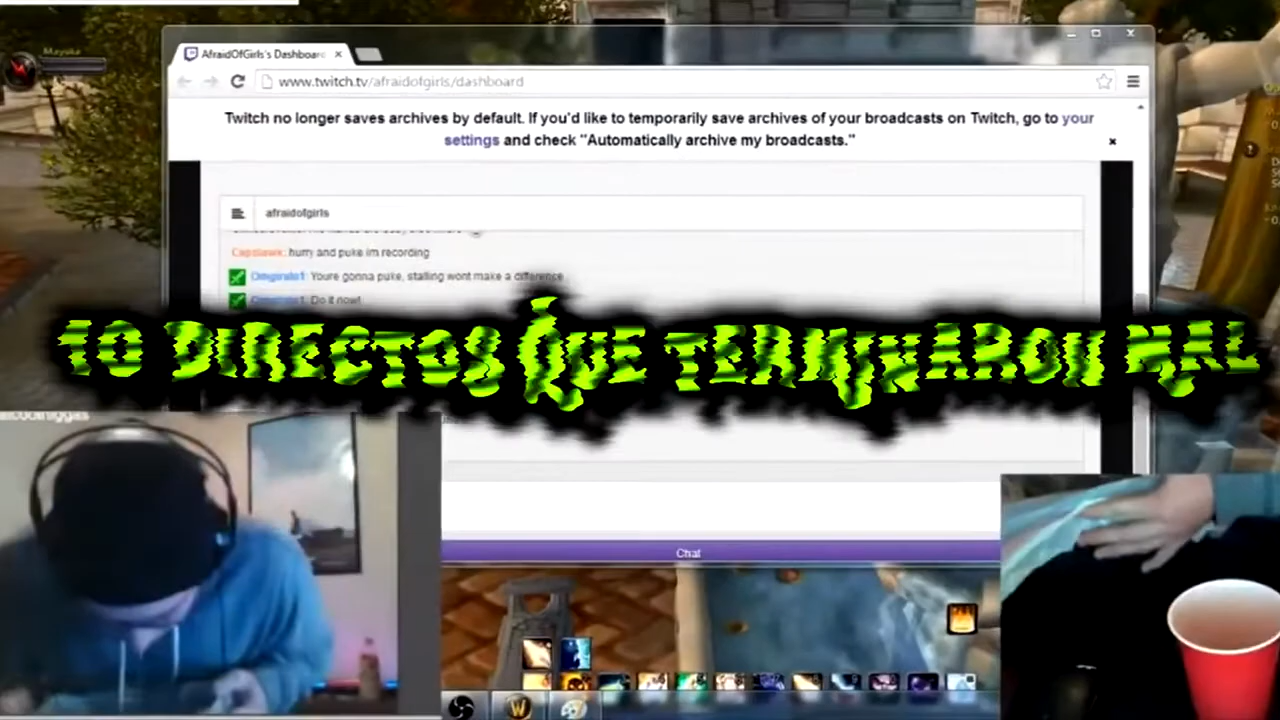 Mayuka
AfraidOfGirls's Dashboard
www.twitch.tv/afraidofgirls/dashboard
Twitch no longer saves archives by default. If you'd like to temporarily save archives of your broadcasts on Twitch, go to your
settings and check "Automatically archive my broadcasts."
afraidofgirls
hurry and puke im recording
Omgimlolo1: Youre gonna puke, stalling wont make a difference
Do it now!
10 DIRECTOS QUE TERMINARON MAL
Chat